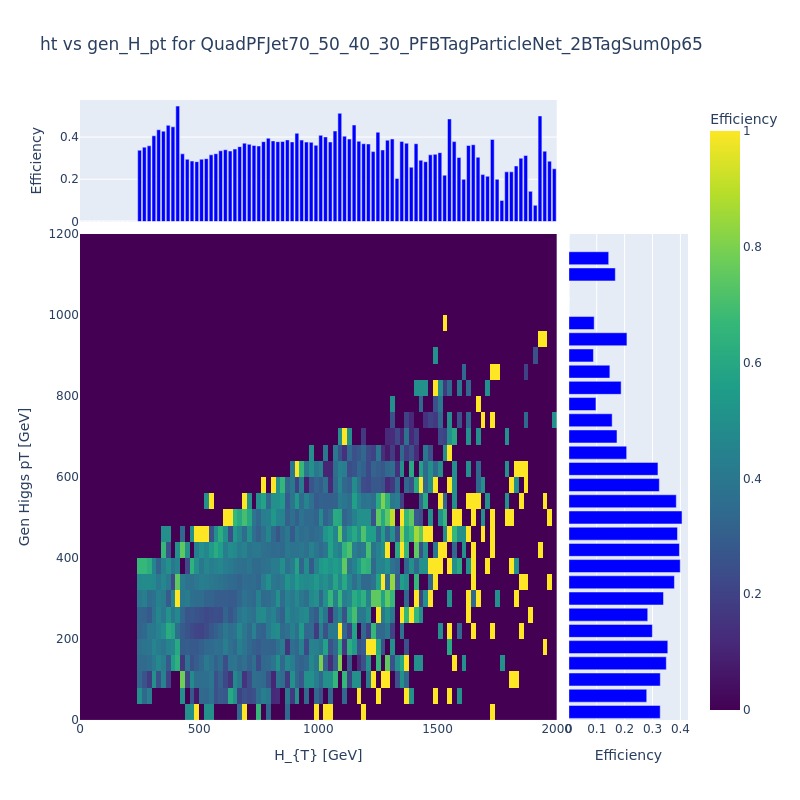 ht vs gen_H_pt for QuadPFJet70_50_40_30_PFBTagParticleNet_2BTagSum0p65
Efficiency
0.4
0.2
0
Efficiency
1
0.8
0.6
0.4
0.2
0
Gen Higgs pT [GeV]
1200
1000
800
600
400
200
0
0 500 1000 1500 2000
H_{T} [GeV]
0 0.1 0.2 0.3 0.4
Efficiency